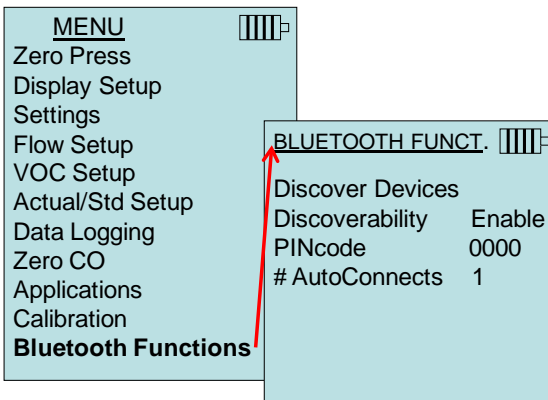 MENU
Zero Press
Display Setup
Settings
Flow Setup
VOC Setup
Actual/Std Setup
Data Logging
Zero CO
Applications
Calibration
Bluetooth Functions
BLUETOOTH FUNCT.
Discover Devices
Discoverability Enable
PINcode 0000
# AutoConnects 1